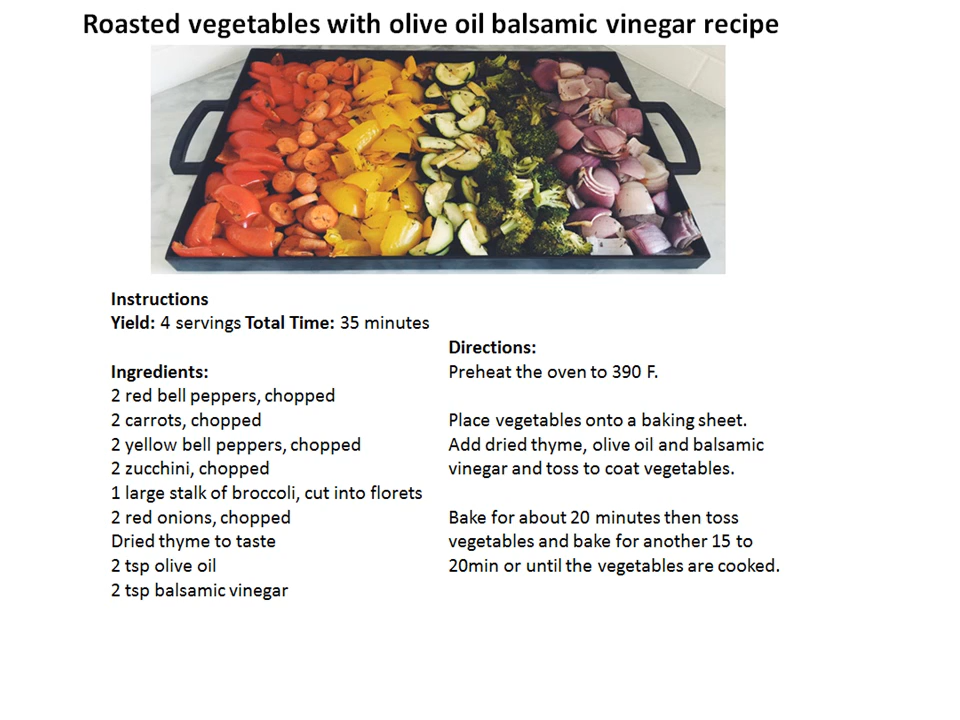 Roasted vegetables with olive oil balsamic vinegar recipe
Instructions
Yield: 4 servings Total Time: 35 minutes
Ingredients:
2 red bell peppers, chopped
2 carrots, chopped
2 yellow bell peppers, chopped
2 zucchini, chopped
1 large stalk of broccoli, cut into florets
2 red onions, chopped
Dried thyme to taste
2 tsp olive oil
2 tsp balsamic vinegar
Directions:
Preheat the oven to 390 F.
Place vegetables onto a baking sheet.
Add dried thyme, olive oil and balsamic
vinegar and toss to coat vegetables.
Bake for about 20 minutes then toss
vegetables and bake for another 15 to
20min or until the vegetables are cooked.